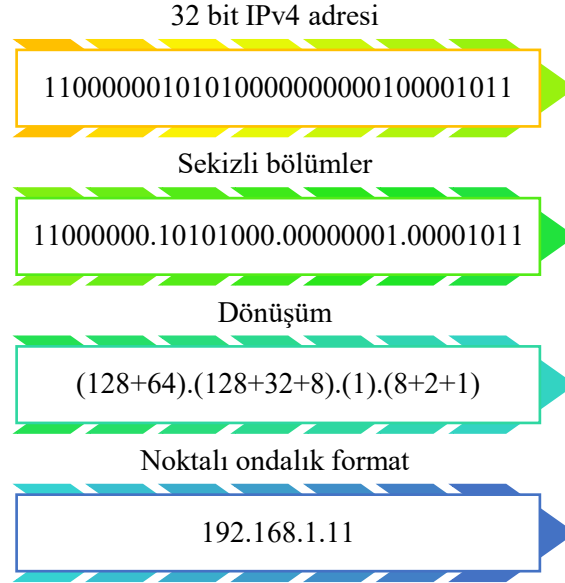 32 bit IPv4 adresi
11000000101010000000000100001011
Sekizli bölümler
11000000.10101000.00000001.00001011
Dönüşüm
(128+64).(128+32+8).(1).(8+2+1)
Noktalı ondalık format
192.168.1.11